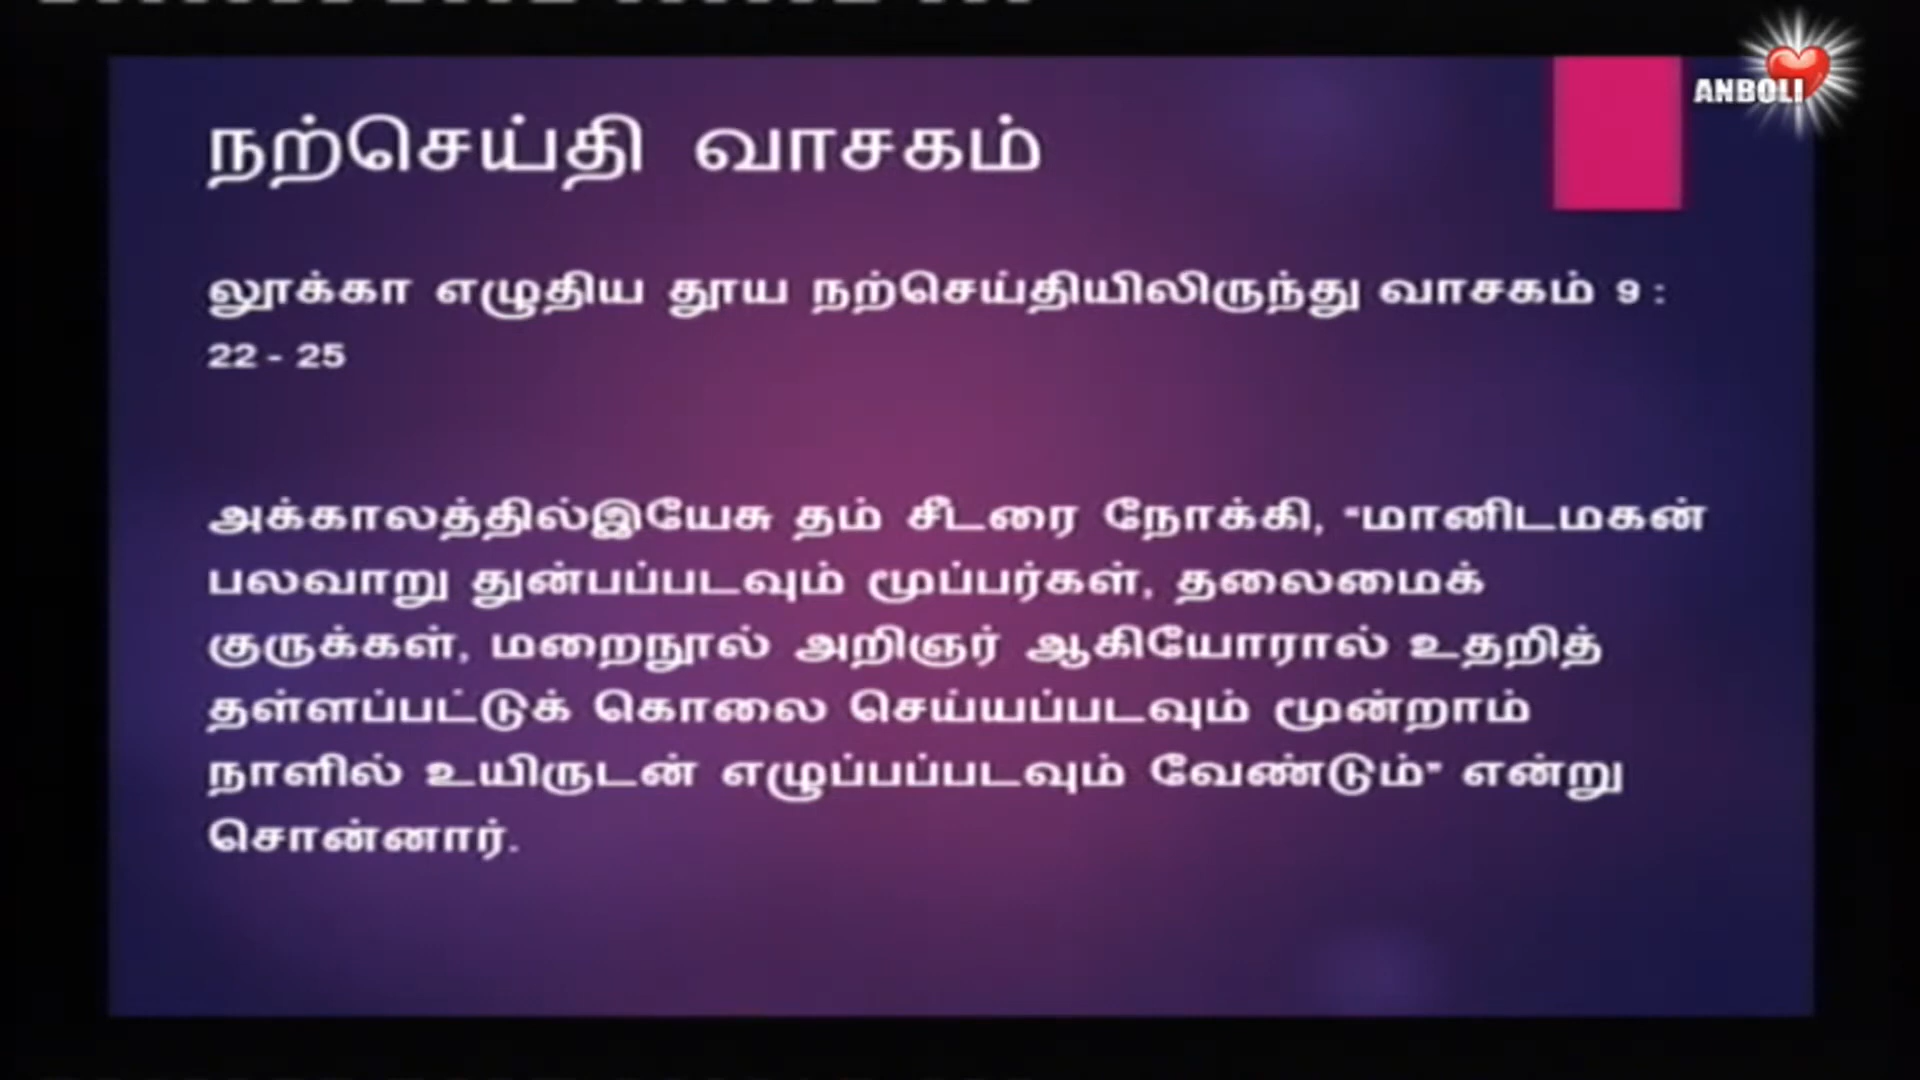 ANBOLI
நற்செய்தி வாசகம்
லூக்கா எழுதிய தூய நற்செய்தியிலிருந்து வாசகம் 9 :
22 - 25
அக்காலத்தில்இயேசு தம் சீடரை நோக்கி, "மானிடமகன்
பலவாறு துன்பப்படவும் மூப்பர்கள், தலைமைக்
குருக்கள், மறைநூல் அறிஞர் ஆகியோரால் உதறித்
தள்ளப்பட்டுக் கொலை செய்யப்படவும் மூன்றாம்
நாளில் உயிருடன் எழுப்பப்படவும் வேண்டும்" என்று
சொன்னார்.